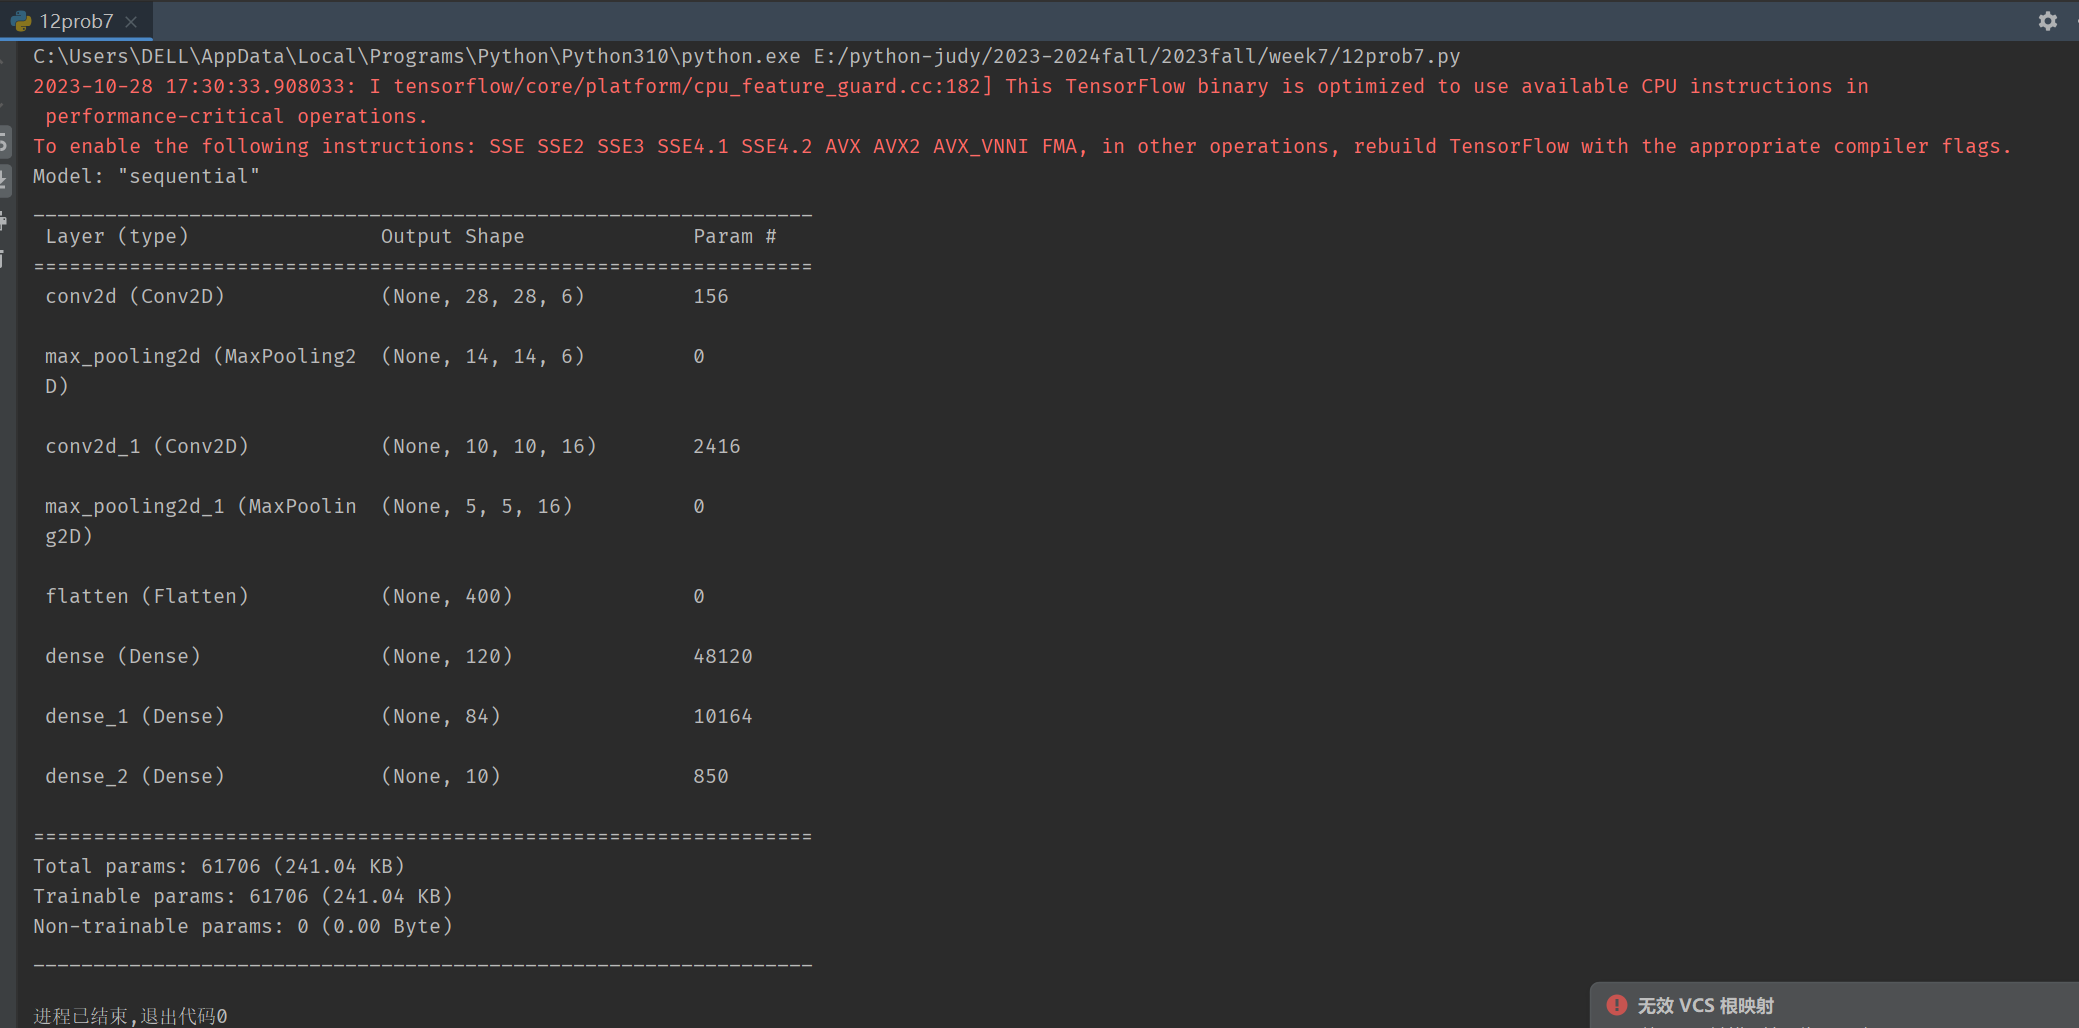 12prob7
C:\Users\DELL\AppData\Local\Programs\Python\Python310\python.exe E:/python-judy/2023-2024fall/2023fall/week7/12prob7.py
2023-10-28 17:30:33.908033: I tensorflow/core/platform/cpu_feature_guard.cc:182] This TensorFlow binary is optimized to use available CPU instructions in
performance-critical operations.
To enable the following instructions: SSE SSE2 SSE3 SSE4.1 SSE4.2 AVX AVX2 AVX_VNNI FMA, in other operations, rebuild TensorFlow with the appropriate compiler flags.
Model: "sequential"
_________________________________________________________________
Layer (type) Output Shape Param #
=================================================================
conv2d (Conv2D) (None, 28, 28, 6) 156
max_pooling2d (MaxPooling2 (None, 14, 14, 6) 0
D)
conv2d_1 (Conv2D) (None, 10, 10, 16) 2416
max_pooling2d_1 (MaxPoolin (None, 5, 5, 16) 0
g2D)
flatten (Flatten) (None, 400) 0
dense (Dense) (None, 120) 48120
dense_1 (Dense) (None, 84) 10164
dense_2 (Dense) (None, 10) 850
=================================================================
Total params: 61706 (241.04 KB)
Trainable params: 61706 (241.04 KB)
Non-trainable params: 0 (0.00 Byte)
_________________________________________________________________
进程已结束,退出代码0
无效 VCS 根映射